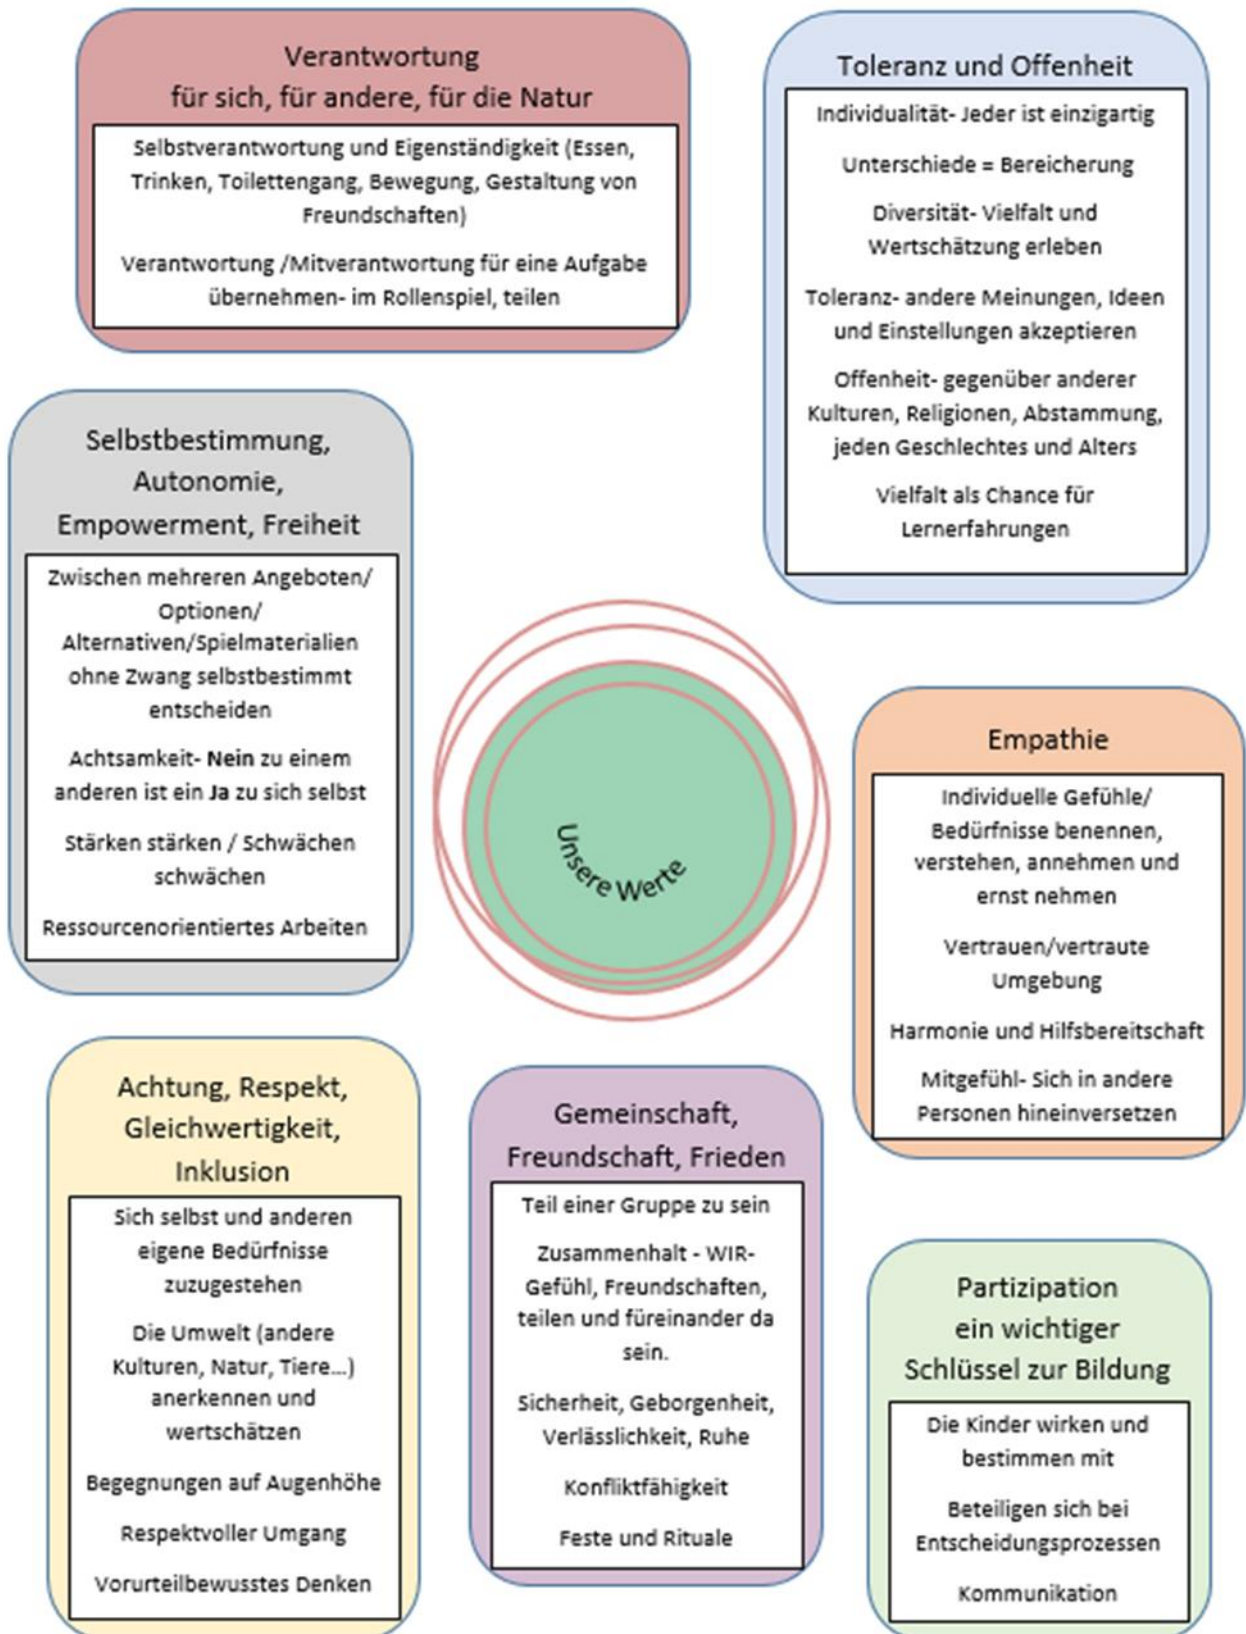 Verantwortung
für sich, für andere, für die Natur
Selbstverantwortung und Eigenständigkeit (Essen,
Trinken, Toilettengang, Bewegung, Gestaltung von
Freundschaften)
Verantwortung /Mitverantwortung für eine Aufgabe
übernehmen- im Rollenspiel, teilen
Toleranz und Offenheit
Individualität- Jeder ist einzigartig
Unterschiede = Bereicherung
Diversität- Vielfalt und
Wertschätzung erleben
Toleranz- andere Meinungen, Ideen
und Einstellungen akzeptieren
Offenheit- gegenüber anderer
Kulturen, Religionen, Abstammung,
jeden Geschlechtes und Alters
Vielfalt als Chance für
Lernerfahrungen
Selbstbestimmung,
Autonomie,
Empowerment, Freiheit
Zwischen mehreren Angeboten/
Optionen/
Alternativen/Spielmaterialien
ohne Zwang selbstbestimmt
entscheiden
Achtsamkeit- Nein zu einem
anderen ist ein Ja zu sich selbst
Stärken stärken / Schwächen
schwächen
Ressourcenorientiertes Arbeiten
Unsere Werte
Empathie
Individuelle Gefühle/
Bedürfnisse benennen,
verstehen, annehmen und
ernst nehmen
Vertrauen/vertraute
Umgebung
Harmonie und Hilfsbereitschaft
Mitgefühl- Sich in andere
Personen hineinversetzen
Achtung, Respekt,
Gleichwertigkeit,
Inklusion
Sich selbst und anderen
eigene Bedürfnisse
zuzugestehen
Die Umwelt (andere
Kulturen, Natur, Tiere...)
anerkennen und
wertschätzen
Begegnungen auf Augenhöhe
Respektvoller Umgang
Vorurteilbewusstes Denken
Gemeinschaft,
Freundschaft, Frieden
Teil einer Gruppe zu sein
Zusammenhalt - WIR-
Gefühl, Freundschaften,
teilen und füreinander da
sein.
Sicherheit, Geborgenheit,
Verlässlichkeit, Ruhe
Konfliktfähigkeit
Feste und Rituale
Partizipation
ein wichtiger
Schlüssel zur Bildung
Die Kinder wirken und
bestimmen mit
Beteiligen sich bei
Entscheidungsprozessen
Kommunikation